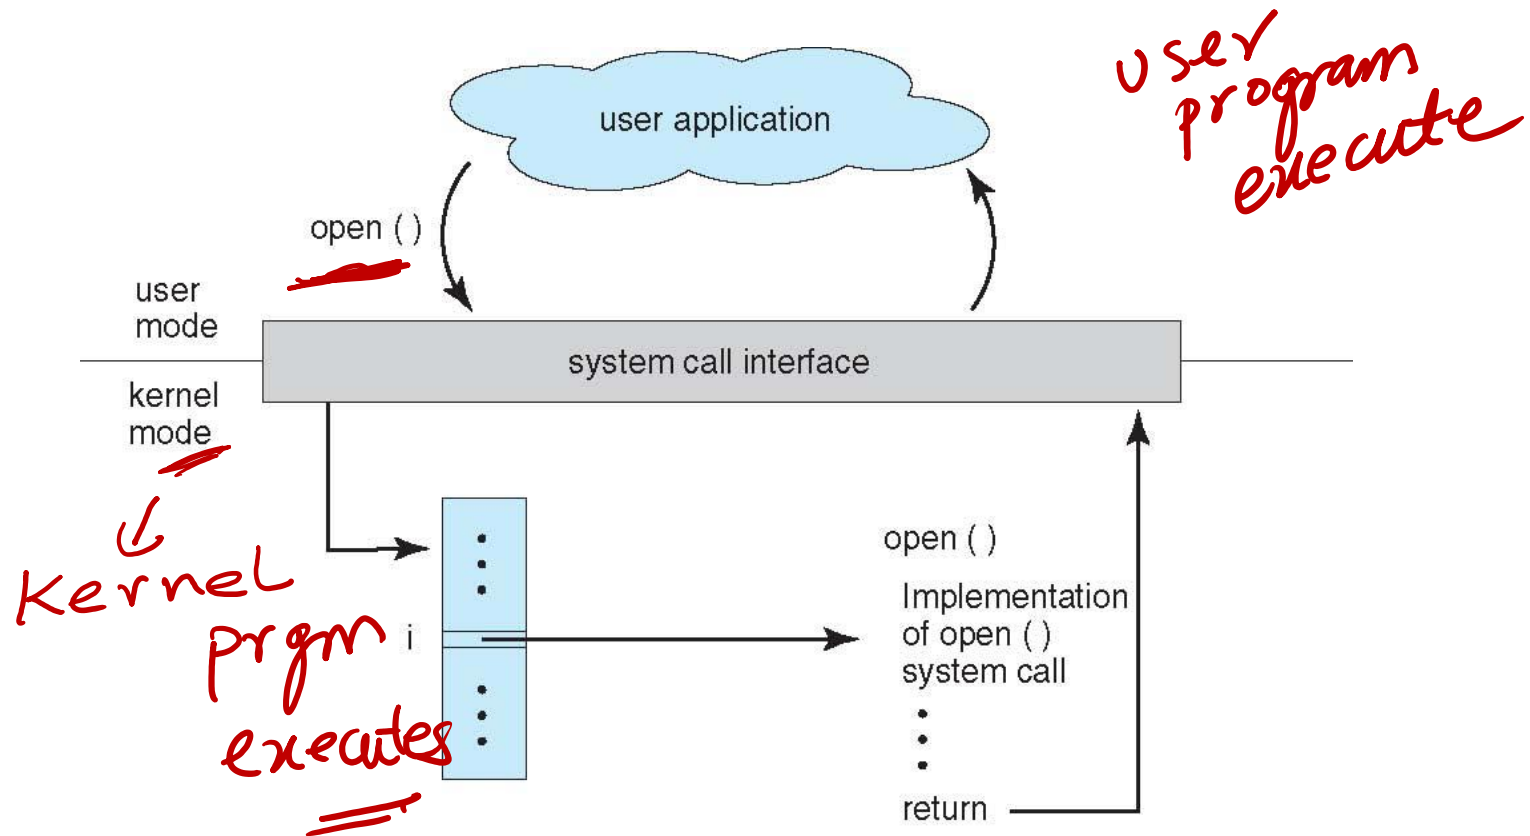 user application
user
program
execute
open ( )
user
mode
system call interface
kernel
mode
Kernel
prgm
executes
i
open ( )
Implementation
of open ( )
system call
return